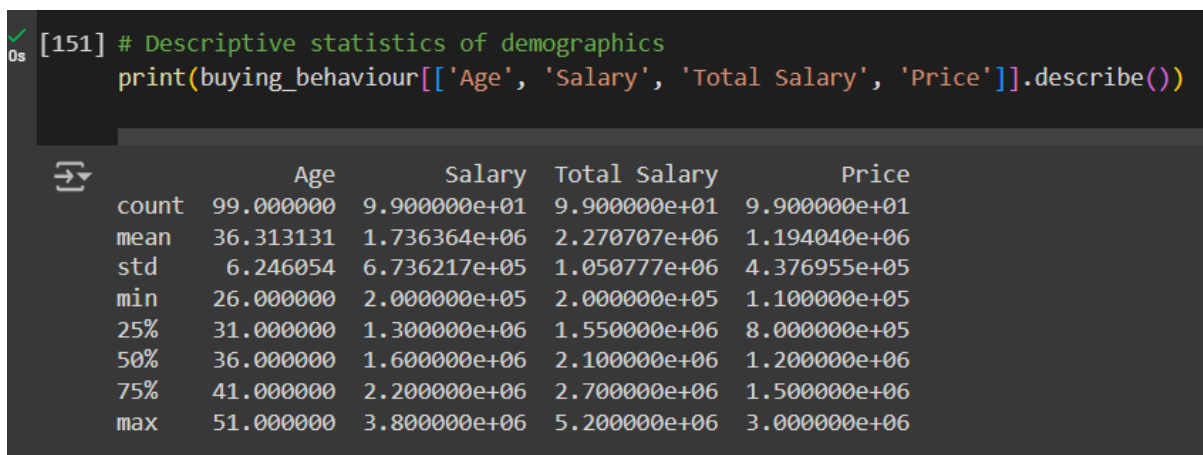 [151] # Descriptive statistics of demographics
0s
print(buying_behaviour[['Age', 'Salary', 'Total Salary', 'Price']].describe())
Age Salary Total Salary Price
count 99.000000 9.900000e+01 9.900000e+01 9.900000e+01
mean 36.313131 1.736364e+06 2.270707e+06 1.194040e+06
std 6.246054 6.736217e+05 1.050777e+06 4.376955e+05
min 26.000000 2.000000e+05 2.000000e+05 1.100000e+05
25% 31.000000 1.300000e+06 1.550000e+06 8.000000e+05
50% 36.000000 1.600000e+06 2.100000e+06 1.200000e+06
75% 41.000000 2.200000e+06 2.700000e+06 1.500000e+06
max 51.000000 3.800000e+06 5.200000e+06 3.000000e+06